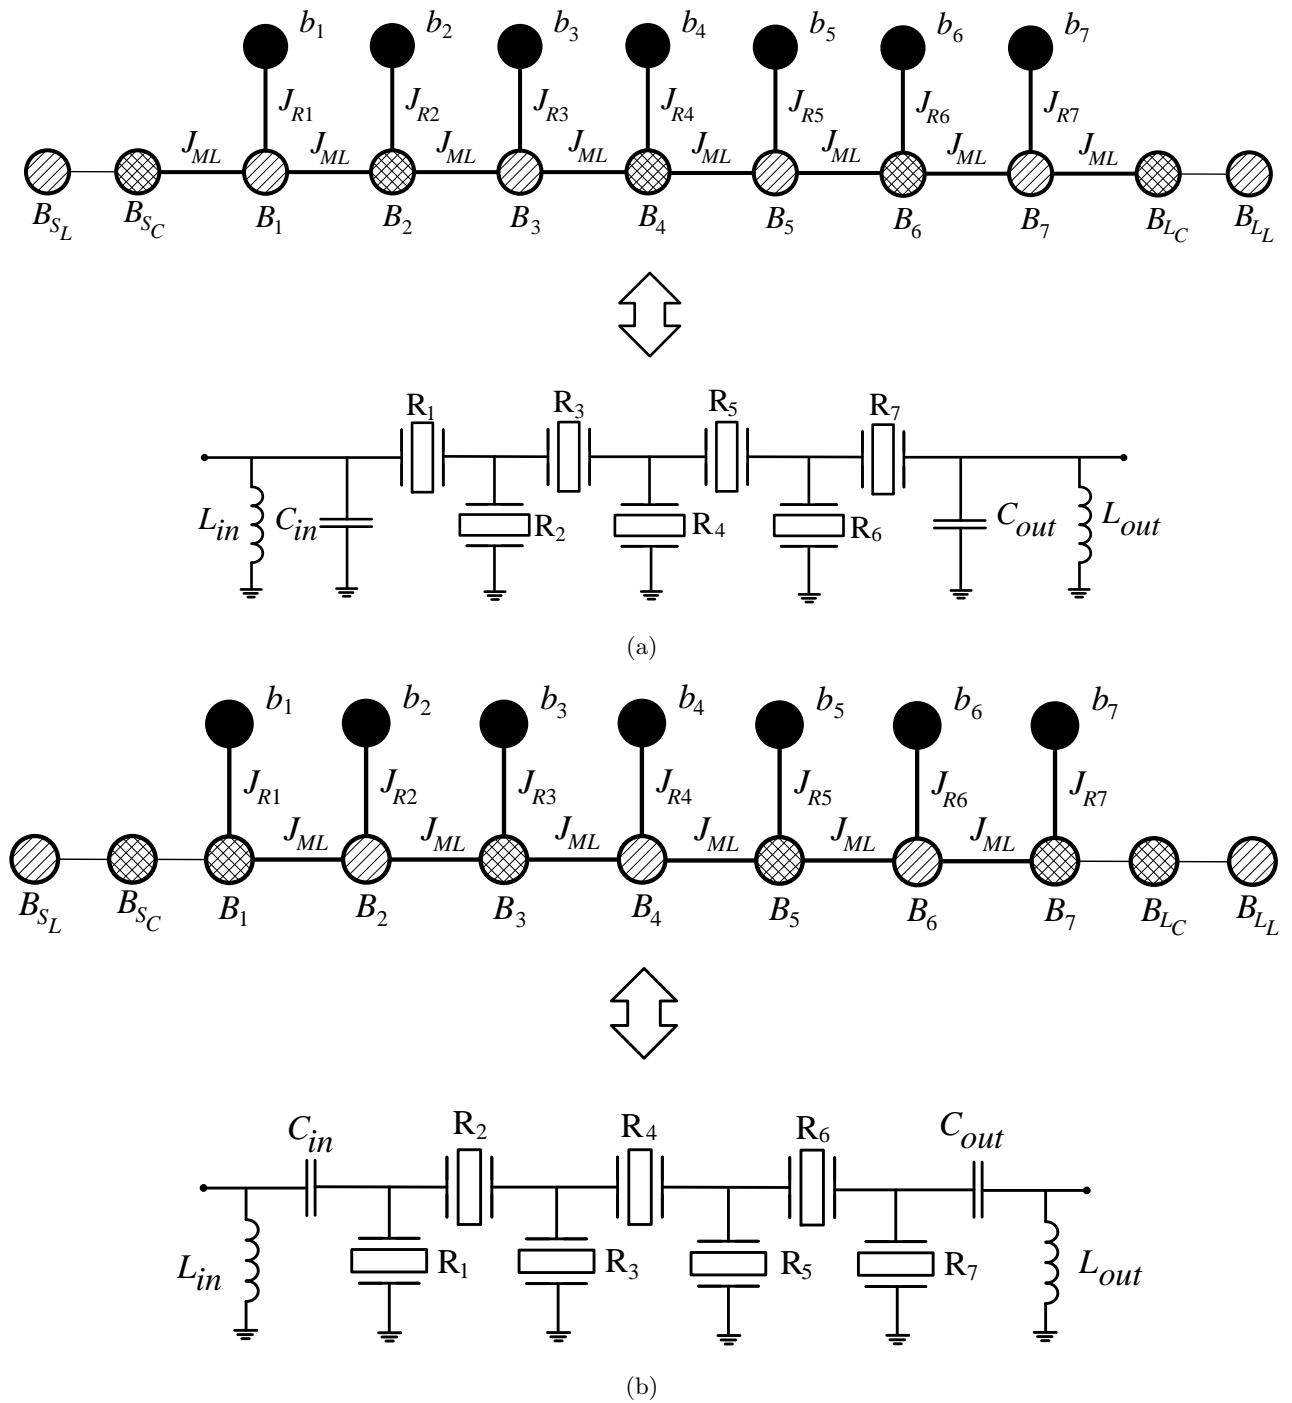 b1 b2 b3 b4 b5 b6 b7
JR1 JR2 JR3 JR4 JR5 JR6 JR7
JML JML JML JML JML JML JML JML
BSL BSC B1 B2 B3 B4 B5 B6 B7 BLC BLL
R1 R3 R5 R7
Lin Cin R2 R4 R6 Cout Lout
(a)
b1 b2 b3 b4 b5 b6 b7
JR1 JR2 JR3 JR4 JR5 JR6 JR7
JML JML JML JML JML JML
BSL BSC B1 B2 B3 B4 B5 B6 B7 BLC BLL
Cin R2 R4 R6 Cout
Lin R1 R3 R5 R7 Lout
(b)